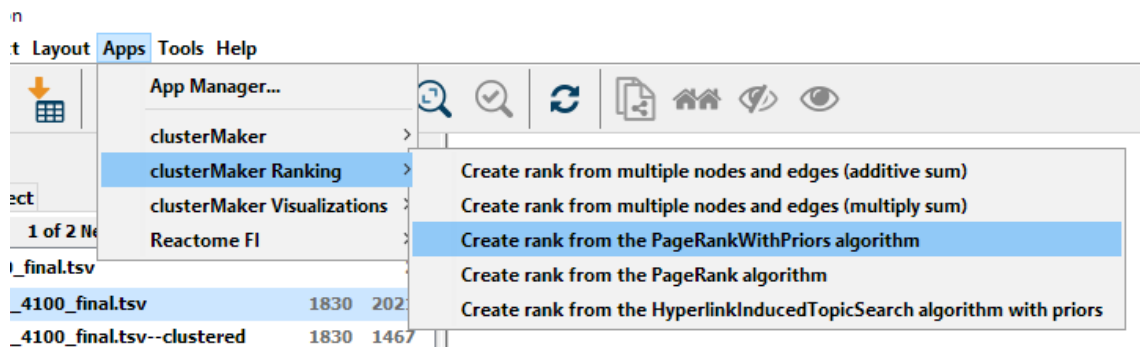 on
t Layout Apps Tools Help
App Manager...
clusterMaker
clusterMaker Ranking
clusterMaker Visualizations
Reactome FI
Create rank from multiple nodes and edges (additive sum)
Create rank from multiple nodes and edges (multiply sum)
Create rank from the PageRankWithPriors algorithm
Create rank from the PageRank algorithm
Create rank from the HyperlinkInducedTopicSearch algorithm with priors
ect
1 of 2 Ne
_final.tsv
_4100_final.tsv 1830 202
_4100_final.tsv--clustered 1830 1467